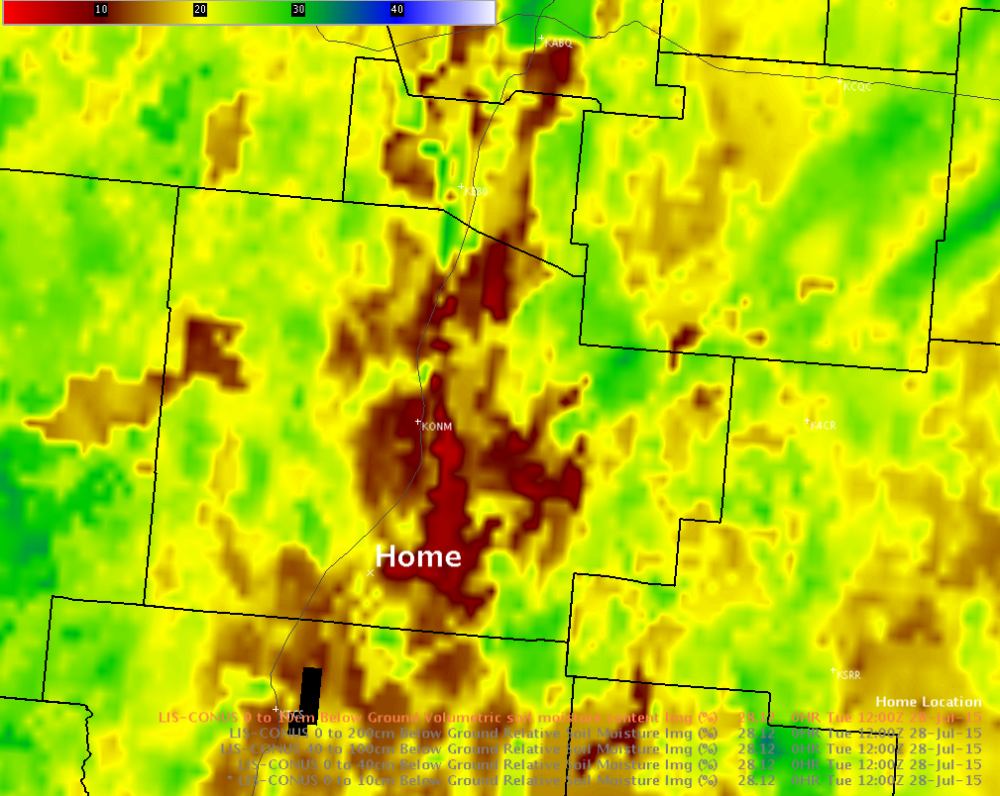 10 20 30 40
KABQ
KCQC
KONM
K4CR
Home
KSRR
Home Location
KTCS
LIS-CONUS 0 to 10cm Below Ground Volumetric soil moisture content Img (%) 28.12 0HR Tue 12:00Z 28-Jul-15
LIS-CONUS 0 to 200cm Below Ground Relative Soil Moisture Img (%) 28.12 0HR Tue 12:00Z 28-Jul-15
LIS-CONUS 40 to 100cm Below Ground Relative Soil Moisture Img (%) 28.12 0HR Tue 12:00Z 28-Jul-15
LIS-CONUS 0 to 40cm Below Ground Relative Soil Moisture Img (%) 28.12 0HR Tue 12:00Z 28-Jul-15
* LIS-CONUS 0 to 10cm Below Ground Relative Soil Moisture Img (%) 28.12 0HR Tue 12:00Z 28-Jul-15